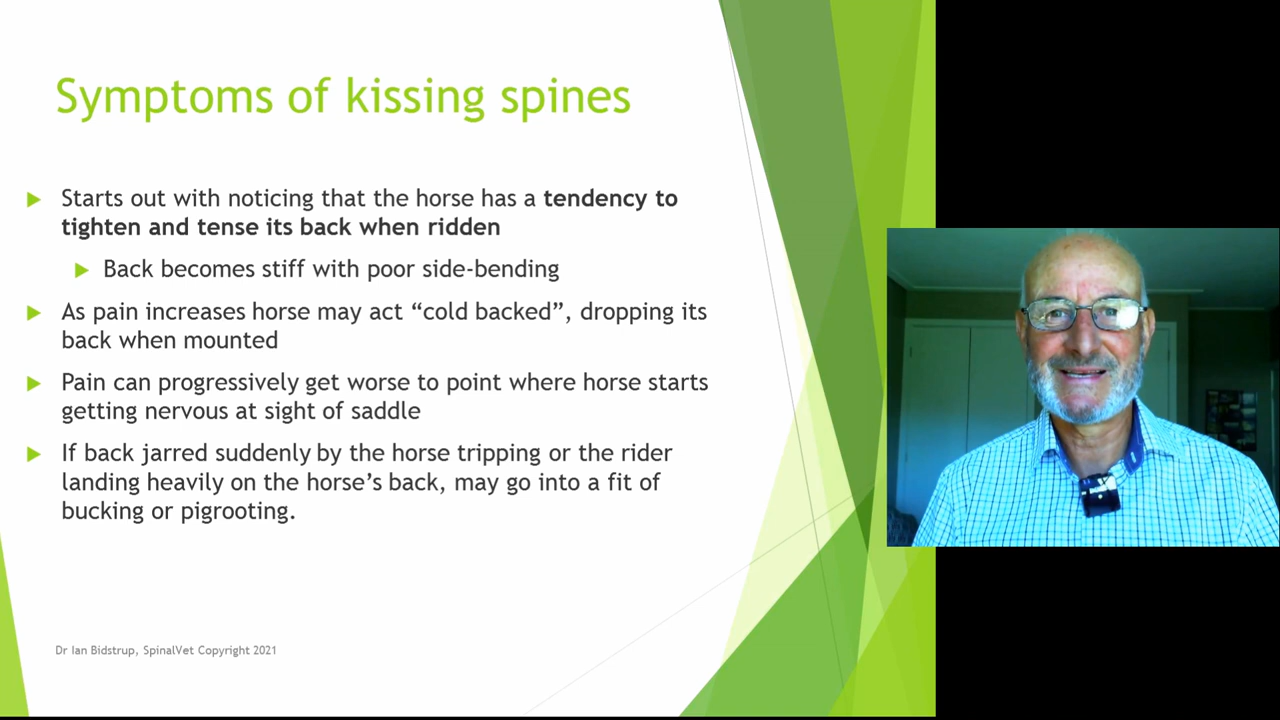 Symptoms of kissing spines
Starts out with noticing that the horse has a tendency to
tighten and tense its back when ridden
Back becomes stiff with poor side-bending
As pain increases horse may act “cold backed”, dropping its
back when mounted
Pain can progressively get worse to point where horse starts
getting nervous at sight of saddle
If back jarred suddenly by the horse tripping or the rider
landing heavily on the horse’s back, may go into a fit of
bucking or pigrooting.
Dr Ian Bidstrup, SpinalVet Copyright 2021